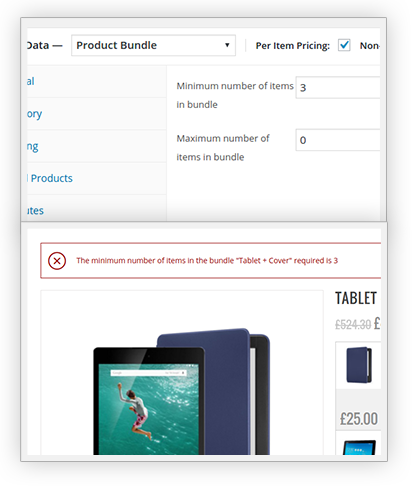 Data — Product Bundle Per Item Pricing: Non-
al
Minimum number of items
in bundle
3
ory
ng
Maximum number of
items in bundle
0
Products
utes
The minimum number of items in the bundle "Tablet + Cover" required is 3
TABLET
£524.30 £
£25.00